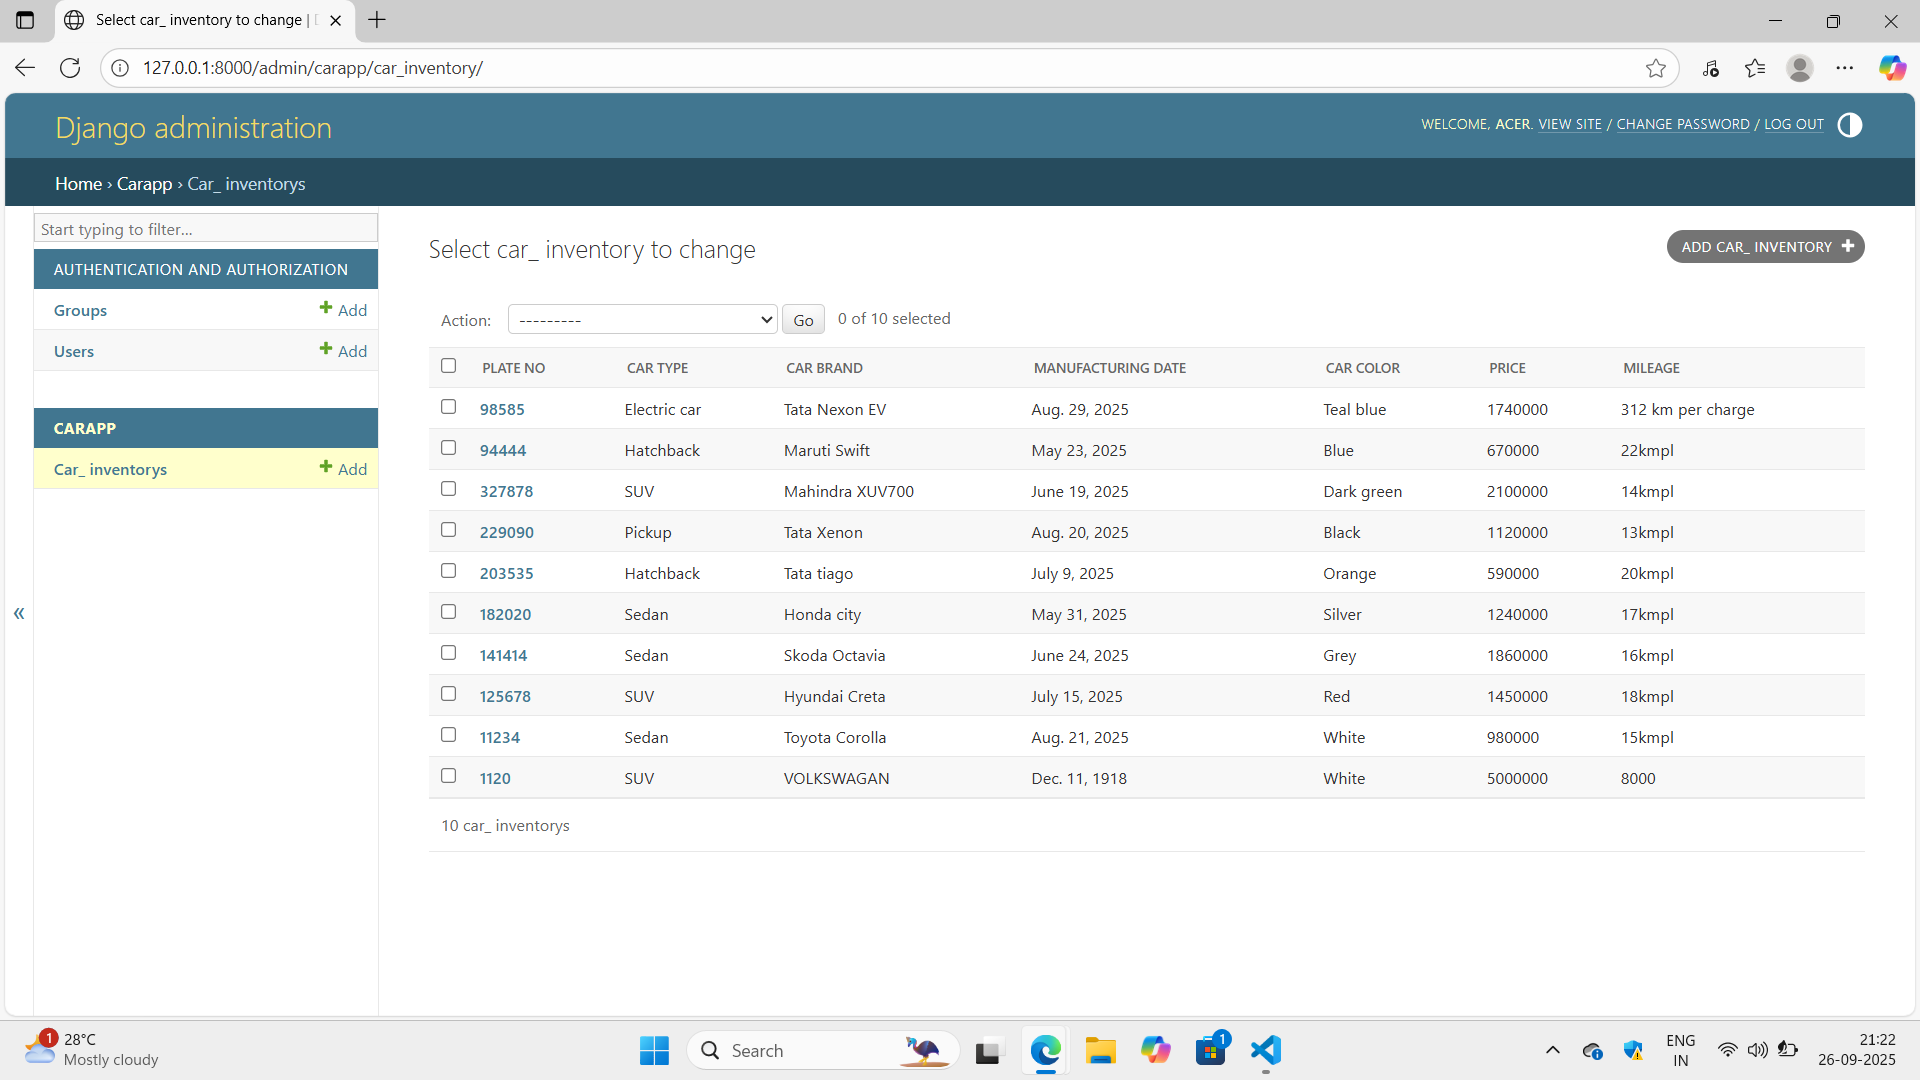 Select car_ inventory to change |
127.0.0.1:8000/admin/carapp/car_inventory/
Django administration
WELCOME, ACER. VIEW SITE / CHANGE PASSWORD / LOG OUT
Home › Carapp › Car_ inventorys
Start typing to filter...
AUTHENTICATION AND AUTHORIZATION
Groups Add
Users Add
CARAPP
Car_ inventorys Add
«
Select car_ inventory to change
ADD CAR_ INVENTORY
Action: --------- Go 0 of 10 selected
PLATE NO CAR TYPE CAR BRAND MANUFACTURING DATE CAR COLOR PRICE MILEAGE
98585 Electric car Tata Nexon EV Aug. 29, 2025 Teal blue 1740000 312 km per charge
94444 Hatchback Maruti Swift May 23, 2025 Blue 670000 22kmpl
327878 SUV Mahindra XUV700 June 19, 2025 Dark green 2100000 14kmpl
229090 Pickup Tata Xenon Aug. 20, 2025 Black 1120000 13kmpl
203535 Hatchback Tata tiago July 9, 2025 Orange 590000 20kmpl
182020 Sedan Honda city May 31, 2025 Silver 1240000 17kmpl
141414 Sedan Skoda Octavia June 24, 2025 Grey 1860000 16kmpl
125678 SUV Hyundai Creta July 15, 2025 Red 1450000 18kmpl
11234 Sedan Toyota Corolla Aug. 21, 2025 White 980000 15kmpl
1120 SUV VOLKSWAGAN Dec. 11, 1918 White 5000000 8000
10 car_ inventorys
1
28°C
Mostly cloudy
Search
1
ENG
IN
21:22
26-09-2025